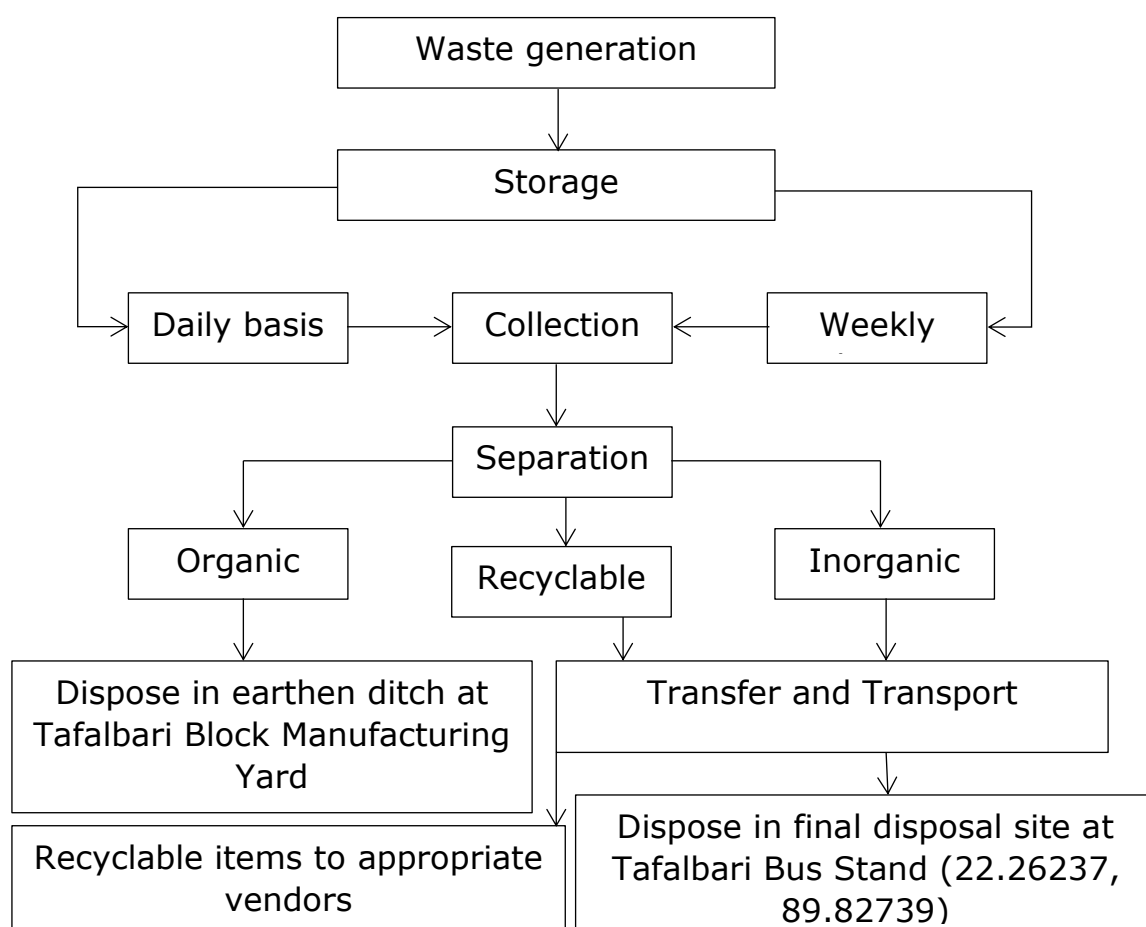 Waste generation
Storage
Daily basis
Collection
Weekly
Separation
Organic
Recyclable
Inorganic
Dispose in earthen ditch at
Tafalbari Block Manufacturing
Yard
Transfer and Transport
Recyclable items to appropriate
vendors
Dispose in final disposal site at
Tafalbari Bus Stand (22.26237,
89.82739)